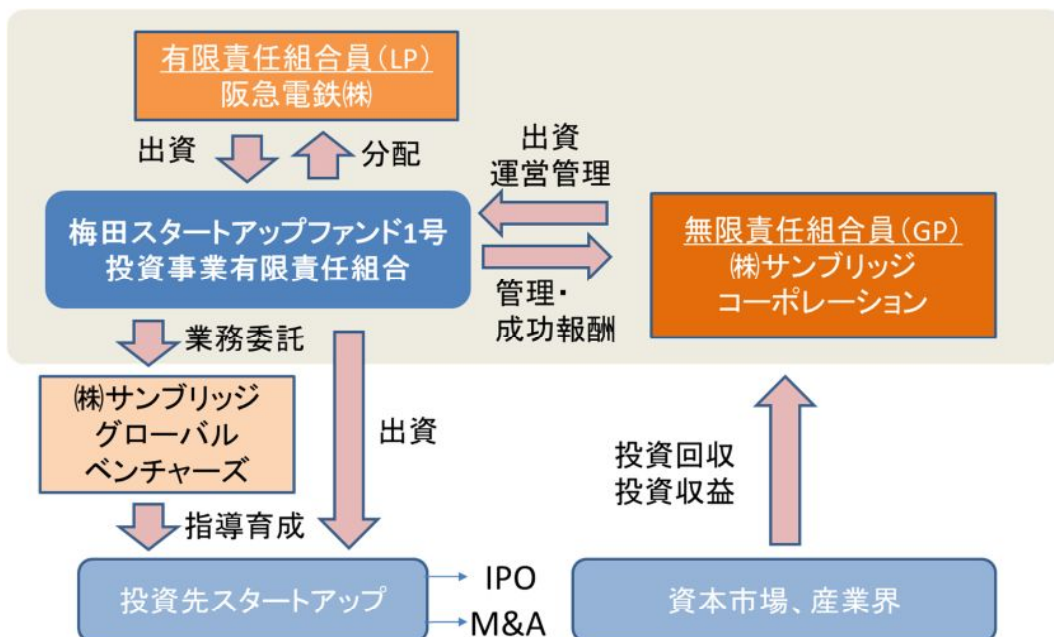 有限責任組合員（LP）
阪急電鉄㈱
出資
分配
出資
運営管理
梅田スタートアップファンド1号
投資事業有限責任組合
無限責任組合員（GP）
㈱サンブリッジ
コーポレーション
管理・
成功報酬
業務委託
㈱サンブリッジ
グローバル
ベンチャーズ
出資
投資回収
投資収益
指導育成
投資先スタートアップ
IPO
M&A
資本市場、産業界